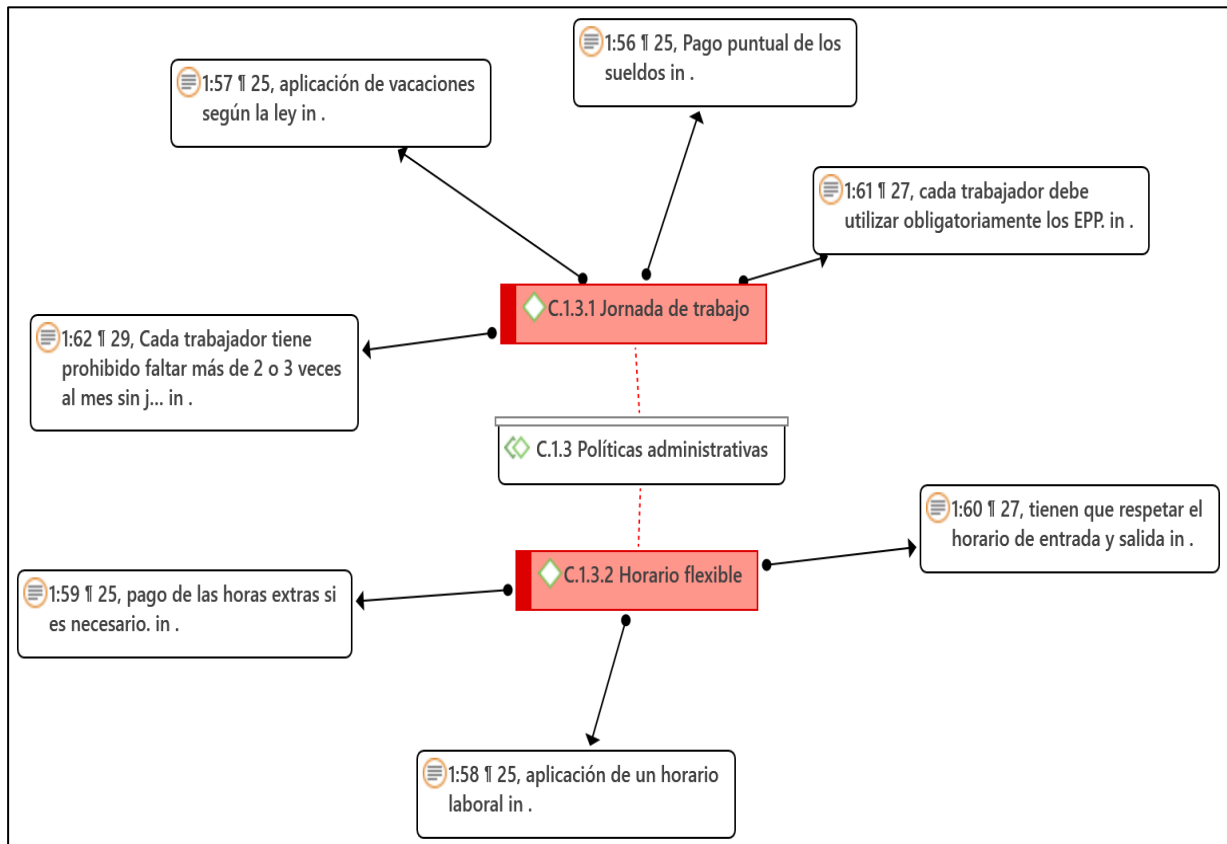 1:56 ¶ 25, Pago puntual de los
sueldos in .
1:57 ¶ 25, aplicación de vacaciones
según la ley in .
1:61 ¶ 27, cada trabajador debe
utilizar obligatoriamente los EPP. in .
C.1.3.1 Jornada de trabajo
1:62 ¶ 29, Cada trabajador tiene
prohibido faltar más de 2 o 3 veces
al mes sin j... in .
C.1.3 Políticas administrativas
1:60 ¶ 27, tienen que respetar el
horario de entrada y salida in .
C.1.3.2 Horario flexible
1:59 ¶ 25, pago de las horas extras si
es necesario. in .
1:58 ¶ 25, aplicación de un horario
laboral in .